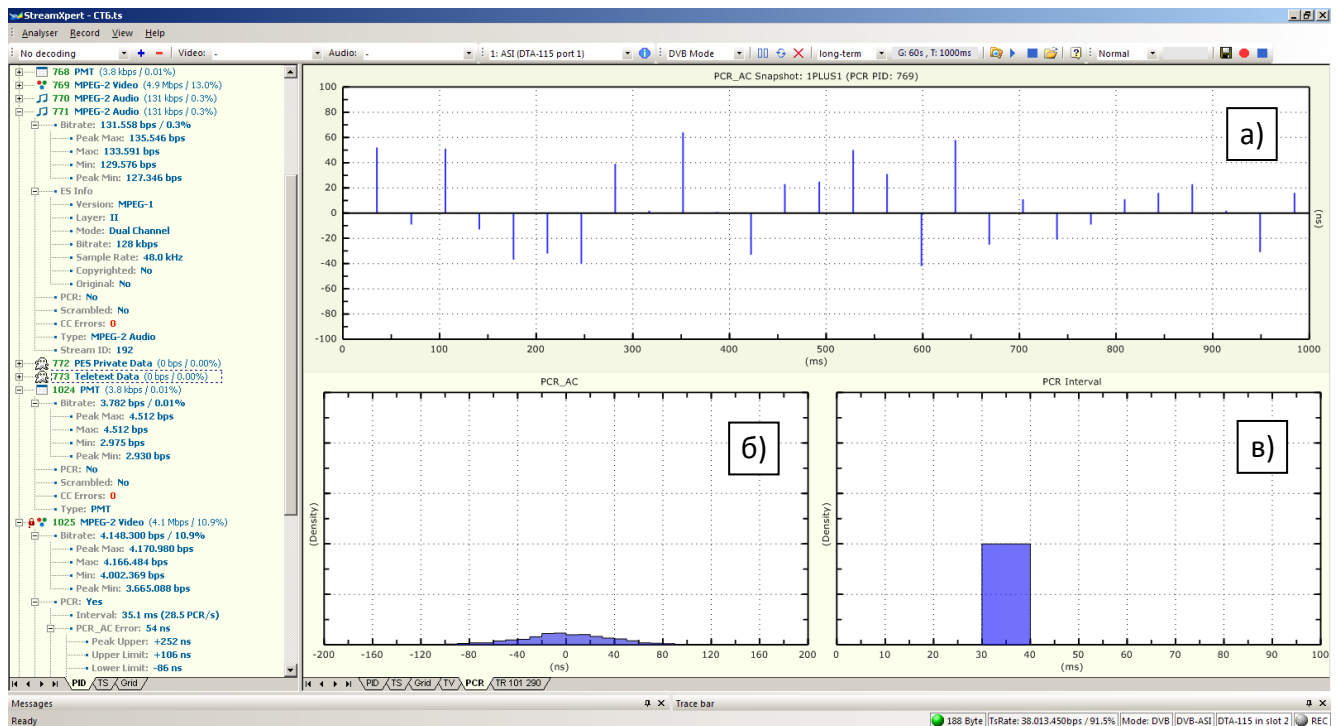 StreamXpert - СТБ.ts
Analyser Record View Help
No decoding + − Video: - Audio: - 1: ASI (DTA-115 port 1) DVB Mode long-term G: 60s , T: 1000ms Normal
768 PMT (3.8 kbps / 0.01%)
769 MPEG-2 Video (4.9 Mbps / 13.0%)
770 MPEG-2 Audio (131 kbps / 0.3%)
771 MPEG-2 Audio (131 kbps / 0.3%)
Bitrate: 131.558 bps / 0.3%
Peak Max: 135.546 bps
Max: 133.591 bps
Min: 129.576 bps
Peak Min: 127.346 bps
ES Info
Version: MPEG-1
Layer: II
Mode: Dual Channel
Bitrate: 128 kbps
Sample Rate: 48.0 kHz
Copyrighted: No
Original: No
PCR: No
Scrambled: No
CC Errors: 0
Type: MPEG-2 Audio
Stream ID: 192
772 PES Private Data (0 bps / 0.00%)
773 Teletext Data (0 bps / 0.00%)
1024 PMT (3.8 kbps / 0.01%)
Bitrate: 3.782 bps / 0.01%
Peak Max: 4.512 bps
Max: 4.512 bps
Min: 2.975 bps
Peak Min: 2.930 bps
PCR: No
Scrambled: No
CC Errors: 0
Type: PMT
1025 MPEG-2 Video (4.1 Mbps / 10.9%)
Bitrate: 4.148.300 bps / 10.9%
Peak Max: 4.170.980 bps
Max: 4.166.484 bps
Min: 4.002.369 bps
Peak Min: 3.665.088 bps
PCR: Yes
Interval: 35.1 ms (28.5 PCR/s)
PCR_AC Error: 54 ns
Peak Upper: +252 ns
Upper Limit: +106 ns
Lower Limit: -86 ns
PID TS Grid
PCR_AC Snapshot: 1PLUS1 (PCR PID: 769)
100
80
60
40
20
0
-20
-40
-60
-80
-100
0 100 200 300 400 500 600 700 800 900 1000
(ms)
(ns)
а)
PCR_AC
(Density)
-200 -160 -120 -80 -40 0 40 80 120 160 200
(ns)
б)
PCR Interval
(Density)
0 10 20 30 40 50 60 70 80 90 100
(ms)
в)
PID TS Grid TV PCR TR 101 290
Messages
Trace bar
Ready
188 Byte TsRate: 38.013.450bps / 91.5% Mode: DVB DVB-ASI DTA-115 in slot 2 REC